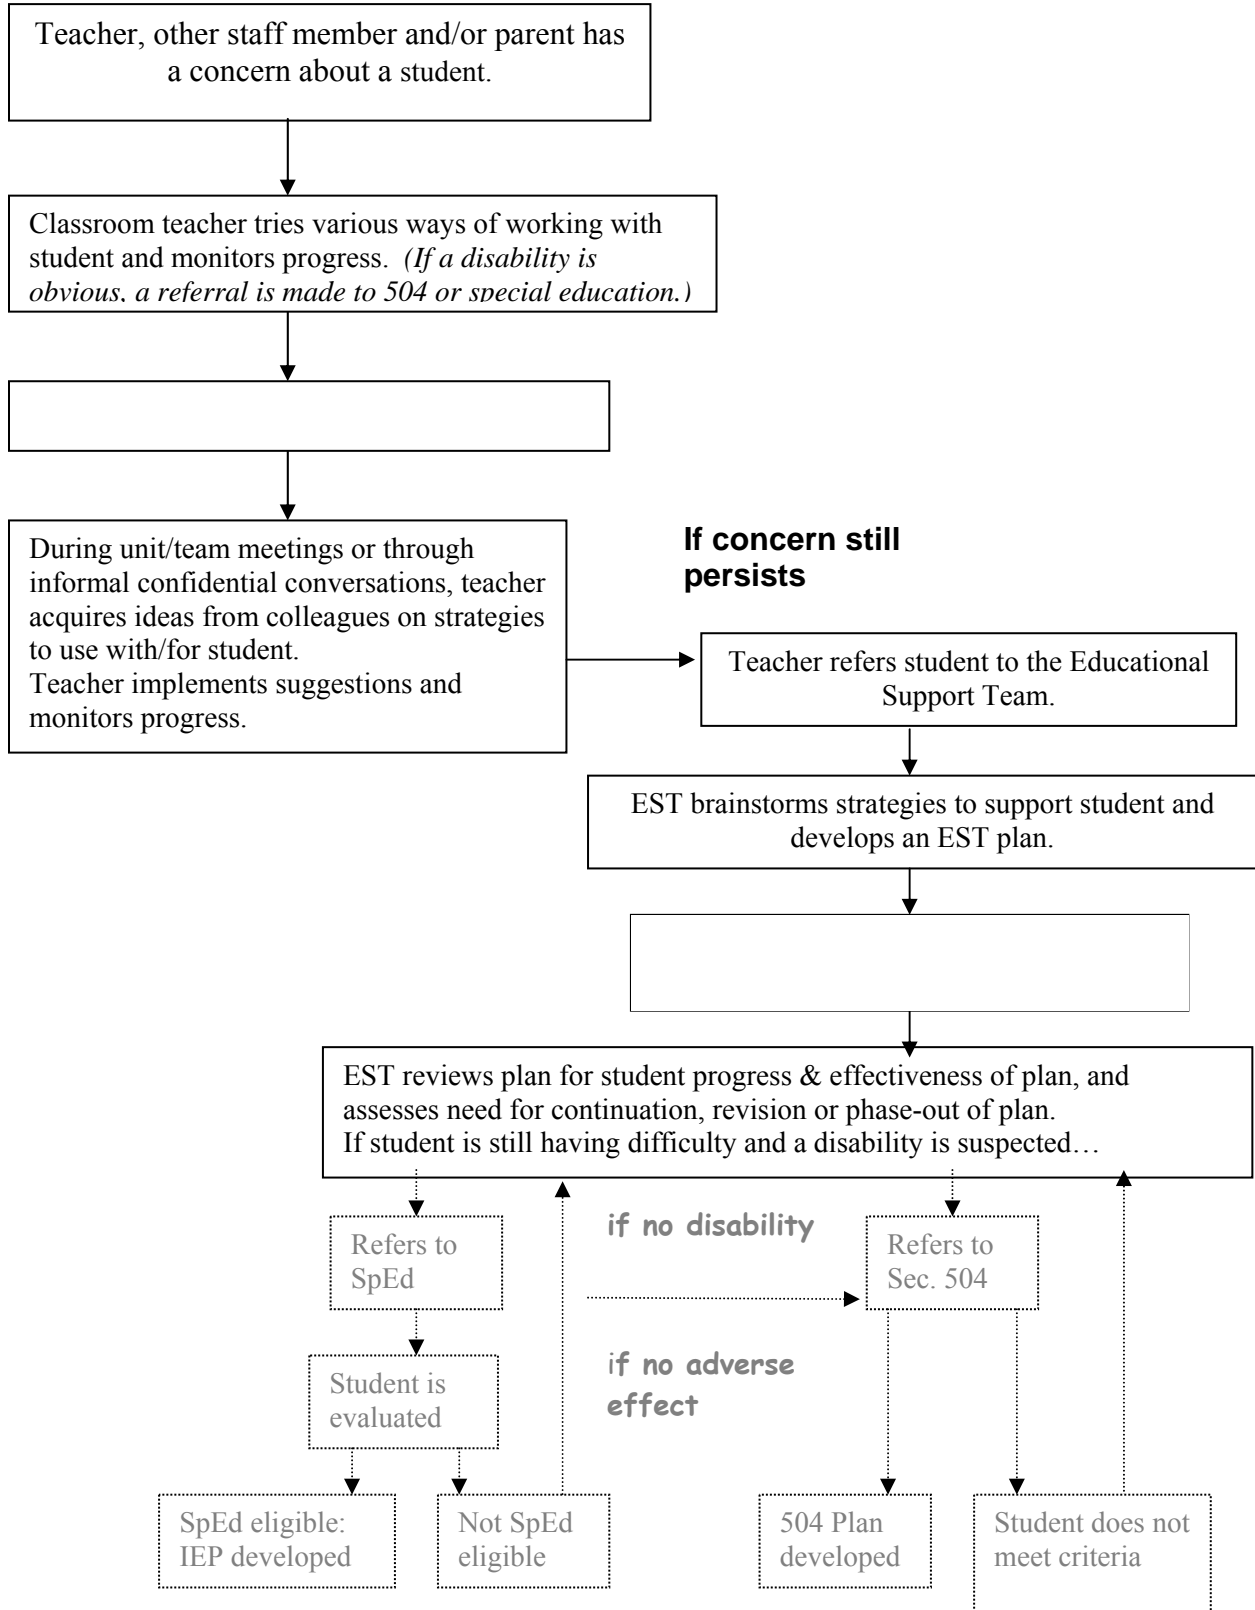 Teacher, other staff member and/or parent has
a concern about a student.
Classroom teacher tries various ways of working with
student and monitors progress.  (If a disability is
obvious, a referral is made to 504 or special education.)
During unit/team meetings or through
informal confidential conversations, teacher
acquires ideas from colleagues on strategies
to use with/for student.
Teacher implements suggestions and
monitors progress.
If concern still
persists
Teacher refers student to the Educational
Support Team.
EST brainstorms strategies to support student and
develops an EST plan.
EST reviews plan for student progress & effectiveness of plan, and
assesses need for continuation, revision or phase-out of plan.
If student is still having difficulty and a disability is suspected…
Refers to
SpEd
if no disability
Refers to
Sec. 504
Student is
evaluated
if no adverse
effect
SpEd eligible:
IEP developed
Not SpEd
eligible
504 Plan
developed
Student does not
meet criteria